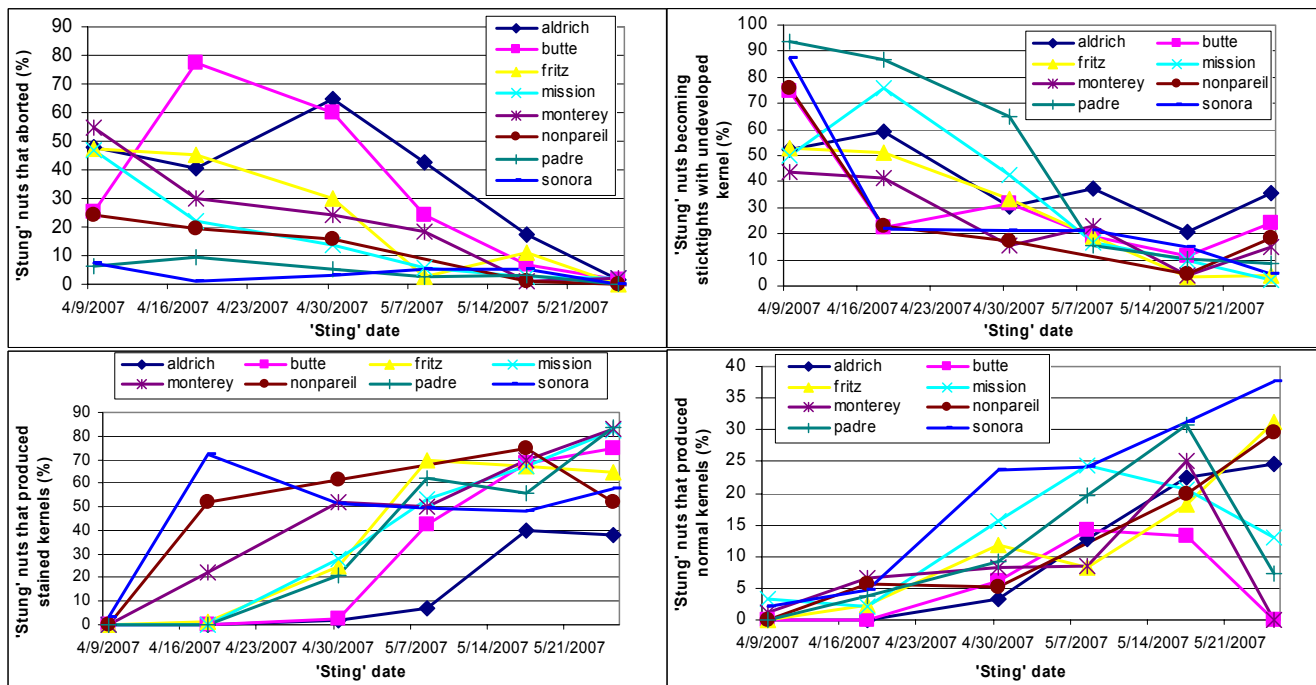 'Stung' nuts that aborted (%)
90
80
70
60
50
40
30
20
10
0
4/9/2007 4/16/2007 4/23/2007 4/30/2007 5/7/2007 5/14/2007 5/21/2007
'Sting' date
aldrich
butte
fritz
mission
monterey
nonpareil
padre
sonora
'Stung' nuts becoming
sticktights with undeveloped
kernel (%)
100
90
80
70
60
50
40
30
20
10
0
4/9/2007 4/16/2007 4/23/2007 4/30/2007 5/7/2007 5/14/2007 5/21/2007
'Sting' date
aldrich butte
fritz mission
monterey nonpareil
padre sonora
aldrich butte fritz mission
monterey nonpareil padre sonora
'Stung' nuts that produced
stained kernels (%)
90
80
70
60
50
40
30
20
10
0
4/9/2007 4/16/2007 4/23/2007 4/30/2007 5/7/2007 5/14/2007 5/21/2007
'Sting' date
'Stung' nuts that produced
normal kernels (%)
40
35
30
25
20
15
10
5
0
4/9/2007 4/16/2007 4/23/2007 4/30/2007 5/7/2007 5/14/2007 5/21/2007
'Sting' date
aldrich butte
fritz mission
monterey nonpareil
padre sonora